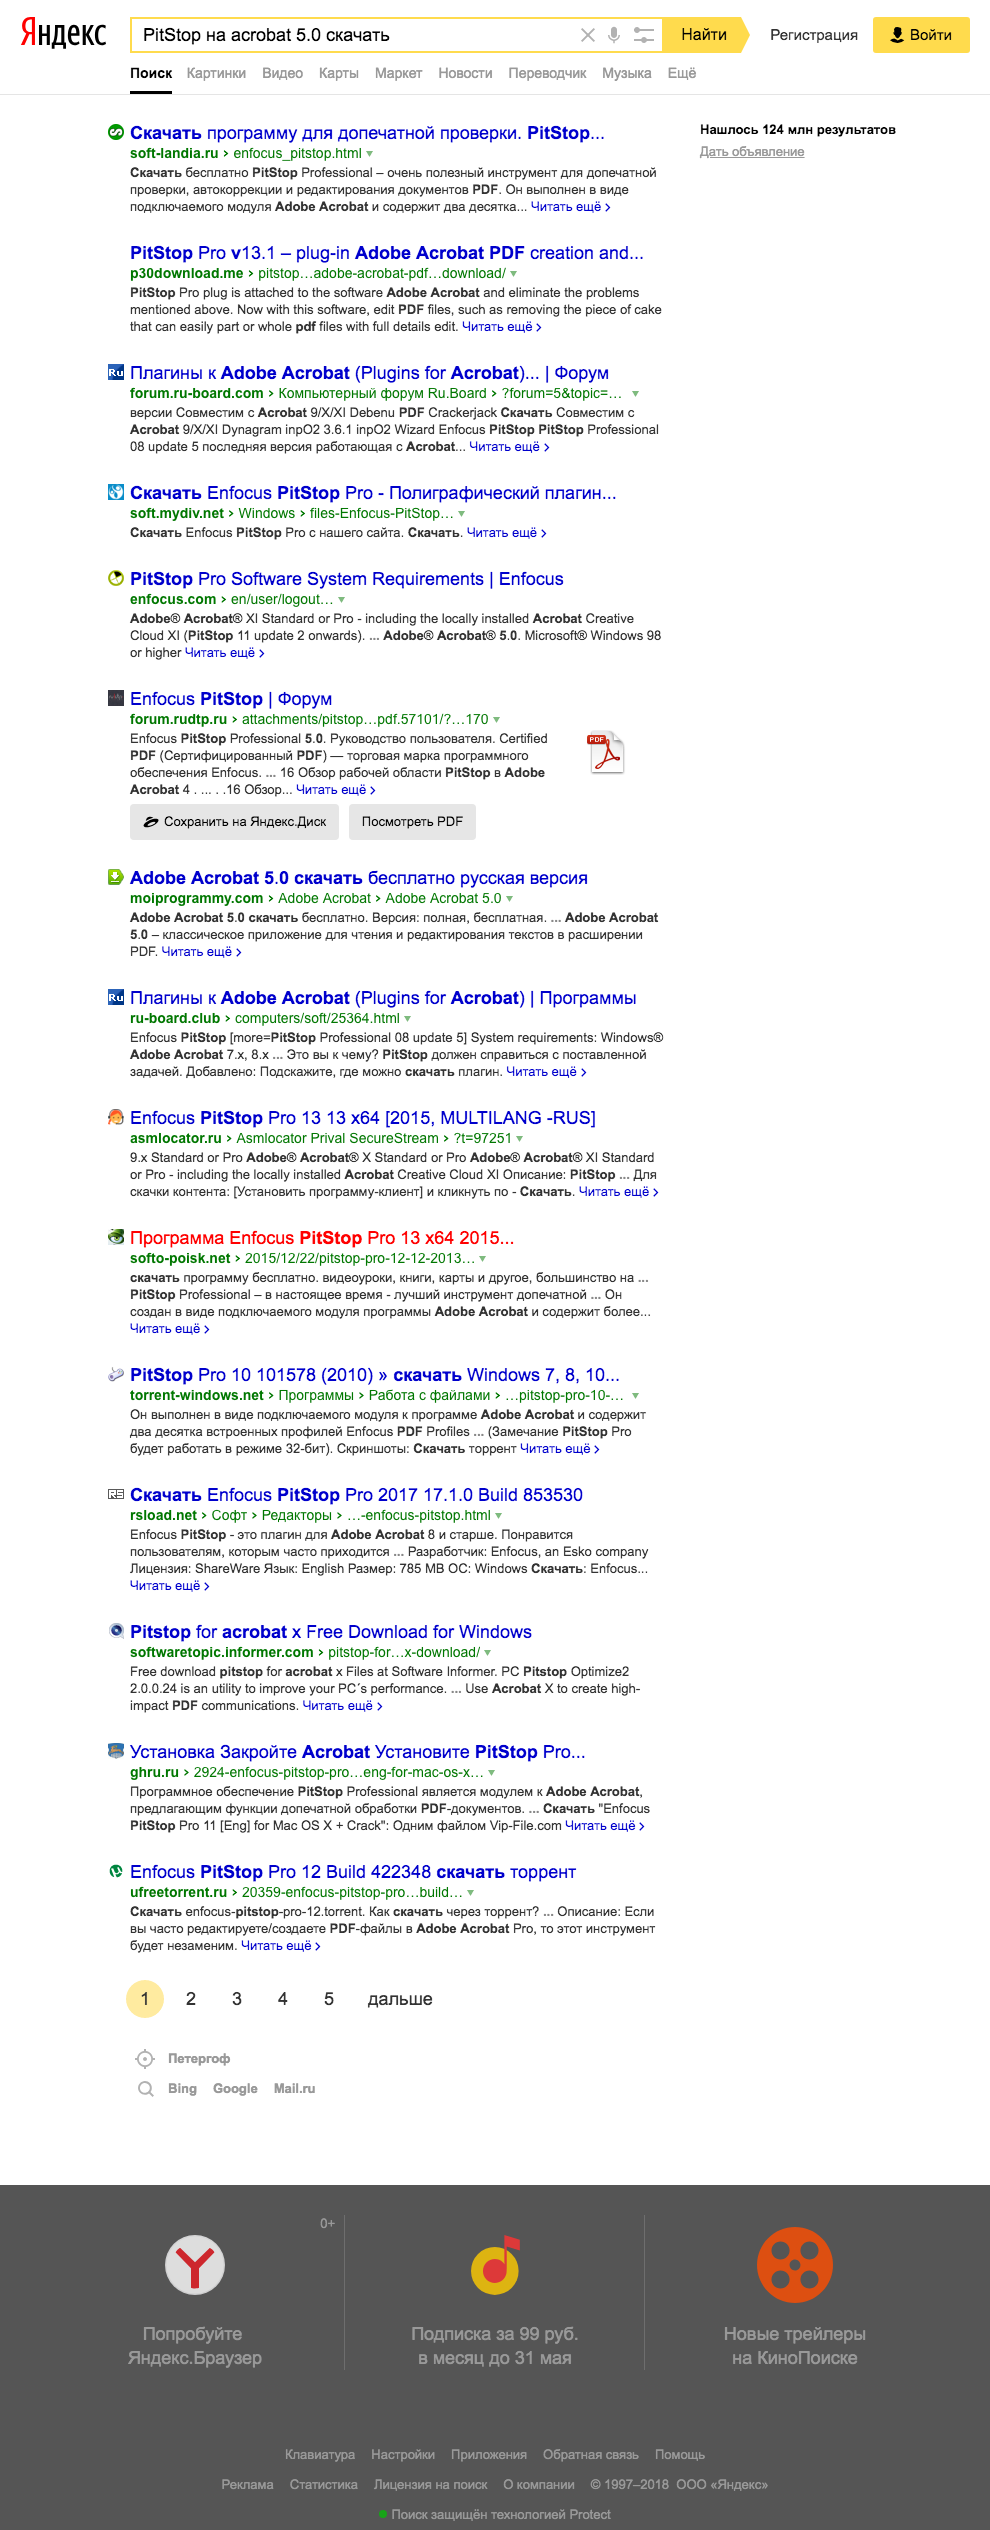 Яндекс
PitStop на acrobat 5.0 скачать
Найти
Регистрация
Войти
Поиск Картинки Видео Карты Маркет Новости Переводчик Музыка Ещё
Нашлось 124 млн результатов
Дать объявление
Скачать программу для допечатной проверки. PitStop...
soft-landia.ru › enfocus_pitstop.html
Скачать бесплатно PitStop Professional – очень полезный инструмент для допечатной
проверки, автокоррекции и редактирования документов PDF. Он выполнен в виде
подключаемого модуля Adobe Acrobat и содержит два десятка... Читать ещё ›
PitStop Pro v13.1 – plug-in Adobe Acrobat PDF creation and...
p30download.me › pitstop…adobe-acrobat-pdf…download/
PitStop Pro plug is attached to the software Adobe Acrobat and eliminate the problems
mentioned above. Now with this software, edit PDF files, such as removing the piece of cake
that can easily part or whole pdf files with full details edit. Читать ещё ›
Ru
Плагины к Adobe Acrobat (Plugins for Acrobat)... | Форум
forum.ru-board.com › Компьютерный форум Ru.Board › ?forum=5&topic=…
версии Совместим с Acrobat 9/X/XI Debenu PDF Crackerjack Скачать Совместим с
Acrobat 9/X/XI Dynagram inpO2 3.6.1 inpO2 Wizard Enfocus PitStop PitStop Professional
08 update 5 последняя версия работающая с Acrobat... Читать ещё ›
Скачать Enfocus PitStop Pro - Полиграфический плагин...
soft.mydiv.net › Windows › files-Enfocus-PitStop…
Скачать Enfocus PitStop Pro с нашего сайта. Скачать. Читать ещё ›
PitStop Pro Software System Requirements | Enfocus
enfocus.com › en/user/logout…
Adobe® Acrobat® XI Standard or Pro - including the locally installed Acrobat Creative
Cloud XI (PitStop 11 update 2 onwards). ... Adobe® Acrobat® 5.0. Microsoft® Windows 98
or higher Читать ещё ›
Enfocus PitStop | Форум
forum.rudtp.ru › attachments/pitstop…pdf.57101/?…170
Enfocus PitStop Professional 5.0. Руководство пользователя. Certified
PDF (Сертифицированный PDF) — торговая марка программного
обеспечения Enfocus. ... 16 Обзор рабочей области PitStop в Adobe
Acrobat 4 . ... . .16 Обзор... Читать ещё ›
PDF
Сохранить на Яндекс.Диск
Посмотреть PDF
Adobe Acrobat 5.0 скачать бесплатно русская версия
moiprogrammy.com › Adobe Acrobat › Adobe Acrobat 5.0
Adobe Acrobat 5.0 скачать бесплатно. Версия: полная, бесплатная. ... Adobe Acrobat
5.0 – классическое приложение для чтения и редактирования текстов в расширении
PDF. Читать ещё ›
Ru
Плагины к Adobe Acrobat (Plugins for Acrobat) | Программы
ru-board.club › computers/soft/25364.html
Enfocus PitStop [more=PitStop Professional 08 update 5] System requirements: Windows®
Adobe Acrobat 7.x, 8.x ... Это вы к чему? PitStop должен справиться с поставленной
задачей. Добавлено: Подскажите, где можно скачать плагин. Читать ещё ›
Enfocus PitStop Pro 13 13 x64 [2015, MULTILANG -RUS]
asmlocator.ru › Asmlocator Prival SecureStream › ?t=97251
9.x Standard or Pro Adobe® Acrobat® X Standard or Pro Adobe® Acrobat® XI Standard
or Pro - including the locally installed Acrobat Creative Cloud XI Описание: PitStop ... Для
скачки контента: [Установить программу-клиент] и кликнуть по - Скачать. Читать ещё ›
Программа Enfocus PitStop Pro 13 x64 2015...
softo-poisk.net › 2015/12/22/pitstop-pro-12-12-2013…
скачать программу бесплатно. видеоуроки, книги, карты и другое, большинство на ...
PitStop Professional – в настоящее время - лучший инструмент допечатной ... Он
создан в виде подключаемого модуля программы Adobe Acrobat и содержит более...
Читать ещё ›
PitStop Pro 10 101578 (2010) » скачать Windows 7, 8, 10...
torrent-windows.net › Программы › Работа с файлами › …pitstop-pro-10-…
Он выполнен в виде подключаемого модуля к программе Adobe Acrobat и содержит
два десятка встроенных профилей Enfocus PDF Profiles ... (Замечание PitStop Pro
будет работать в режиме 32-бит). Скриншоты: Скачать торрент Читать ещё ›
Скачать Enfocus PitStop Pro 2017 17.1.0 Build 853530
rsload.net › Софт › Редакторы › …-enfocus-pitstop.html
Enfocus PitStop - это плагин для Adobe Acrobat 8 и старше. Понравится
пользователям, которым часто приходится ... Разработчик: Enfocus, an Esko company
Лицензия: ShareWare Язык: English Размер: 785 MB ОС: Windows Скачать: Enfocus...
Читать ещё ›
Pitstop for acrobat x Free Download for Windows
softwaretopic.informer.com › pitstop-for…x-download/
Free download pitstop for acrobat x Files at Software Informer. PC Pitstop Optimize2
2.0.0.24 is an utility to improve your PC´s performance. ... Use Acrobat X to create high-
impact PDF communications. Читать ещё ›
Установка Закройте Acrobat Установите PitStop Pro...
ghru.ru › 2924-enfocus-pitstop-pro…eng-for-mac-os-x…
Программное обеспечение PitStop Professional является модулем к Adobe Acrobat,
предлагающим функции допечатной обработки PDF-документов. ... Скачать "Enfocus
PitStop Pro 11 [Eng] for Mac OS X + Crack": Одним файлом Vip-File.com Читать ещё ›
Enfocus PitStop Pro 12 Build 422348 скачать торрент
ufreetorrent.ru › 20359-enfocus-pitstop-pro…build…
Скачать enfocus-pitstop-pro-12.torrent. Как скачать через торрент? ... Описание: Если
вы часто редактируете/создаете PDF-файлы в Adobe Acrobat Pro, то этот инструмент
будет незаменим. Читать ещё ›
1 2 3 4 5 дальше
Петергоф
Bing Google Mail.ru
0+
Попробуйте
Яндекс.Браузер
Подписка за 99 руб.
в месяц до 31 мая
Новые трейлеры
на КиноПоиске
Клавиатура Настройки Приложения Обратная связь Помощь
Реклама Статистика Лицензия на поиск О компании © 1997–2018 ООО «Яндекс»
Поиск защищён технологией Protect